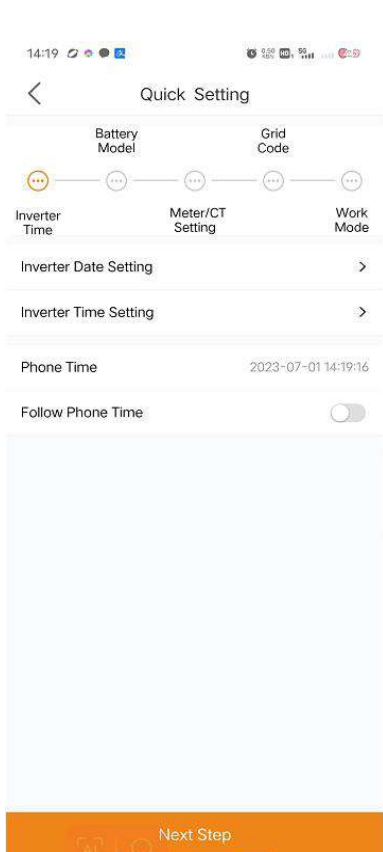 14:19
Quick Setting
Battery Model
Grid Code
Inverter Time
Meter/CT Setting
Work Mode
Inverter Date Setting
Inverter Time Setting
Phone Time 2023-07-01 14:19:16
Follow Phone Time
Next Step